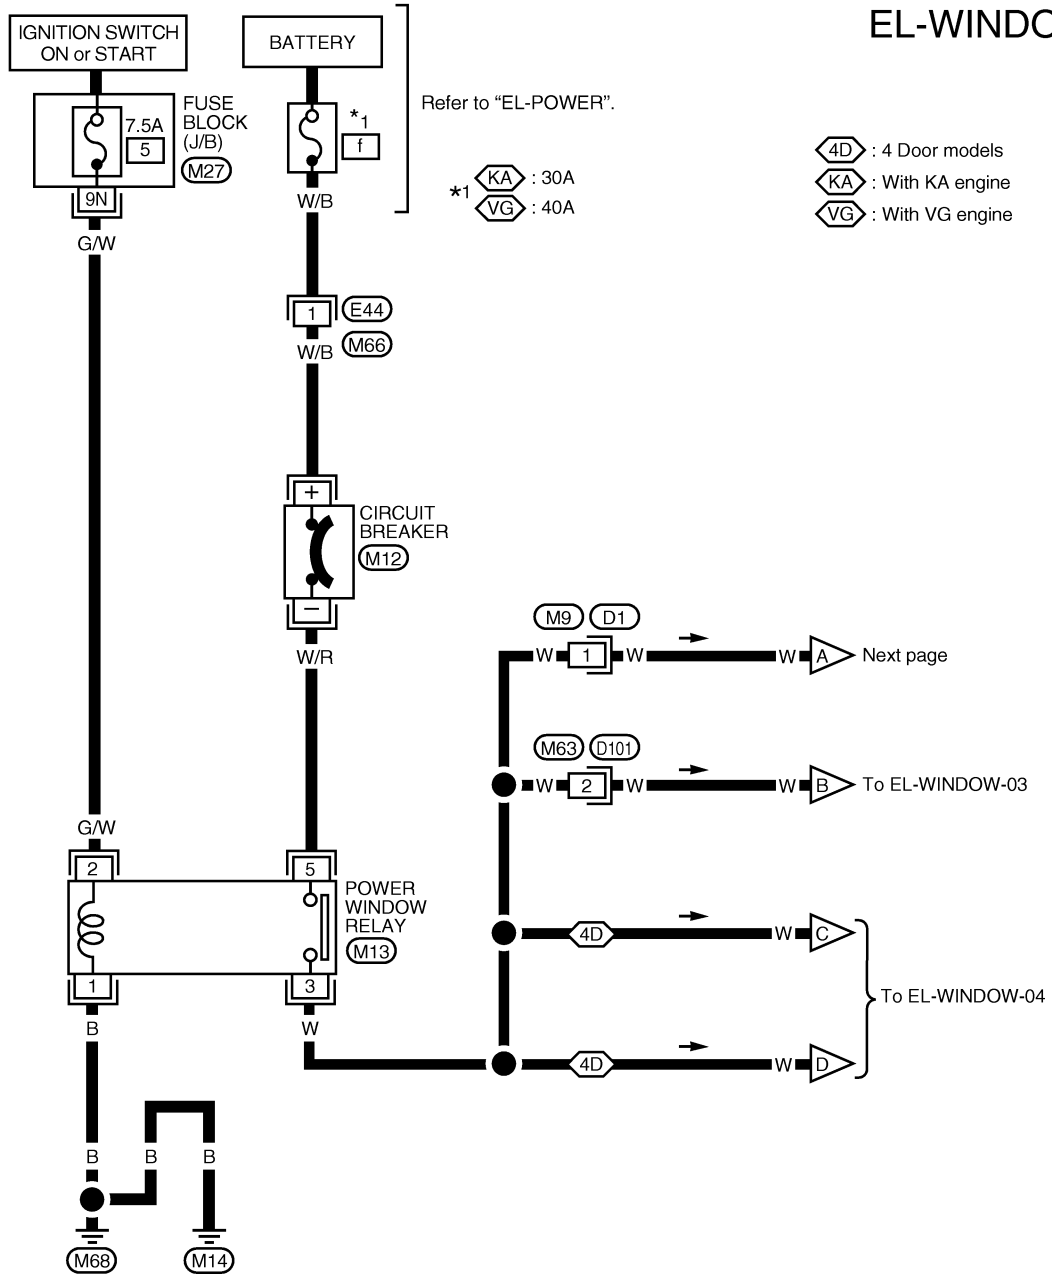 EL-WINDO
IGNITION SWITCH
ON or START
BATTERY
Refer to “EL-POWER”.
FUSE
BLOCK
(J/B)
M27
7.5A
5
*1
f
*1
KA : 30A
VG : 40A
4D : 4 Door models
KA : With KA engine
VG : With VG engine
9N
G/W
W/B
1
E44
M66
W/B
+
CIRCUIT
BREAKER
M12
–
W/R
M9 D1
W 1 W W A Next page
M63 D101
W 2 W W B To EL-WINDOW-03
G/W
2
5
POWER
WINDOW
RELAY
M13
4D W C
To EL-WINDOW-04
1
3
B
W
4D W D
B B B
M68 M14